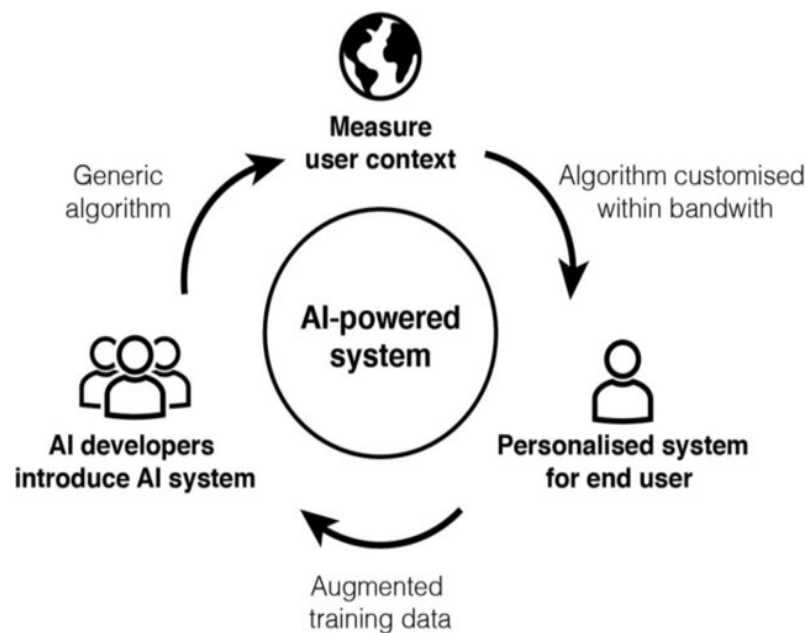 Measure
user context
Generic
algorithm
Algorithm customised
within bandwith
AI-powered
system
AI developers
introduce AI system
Personalised system
for end user
Augmented
training data